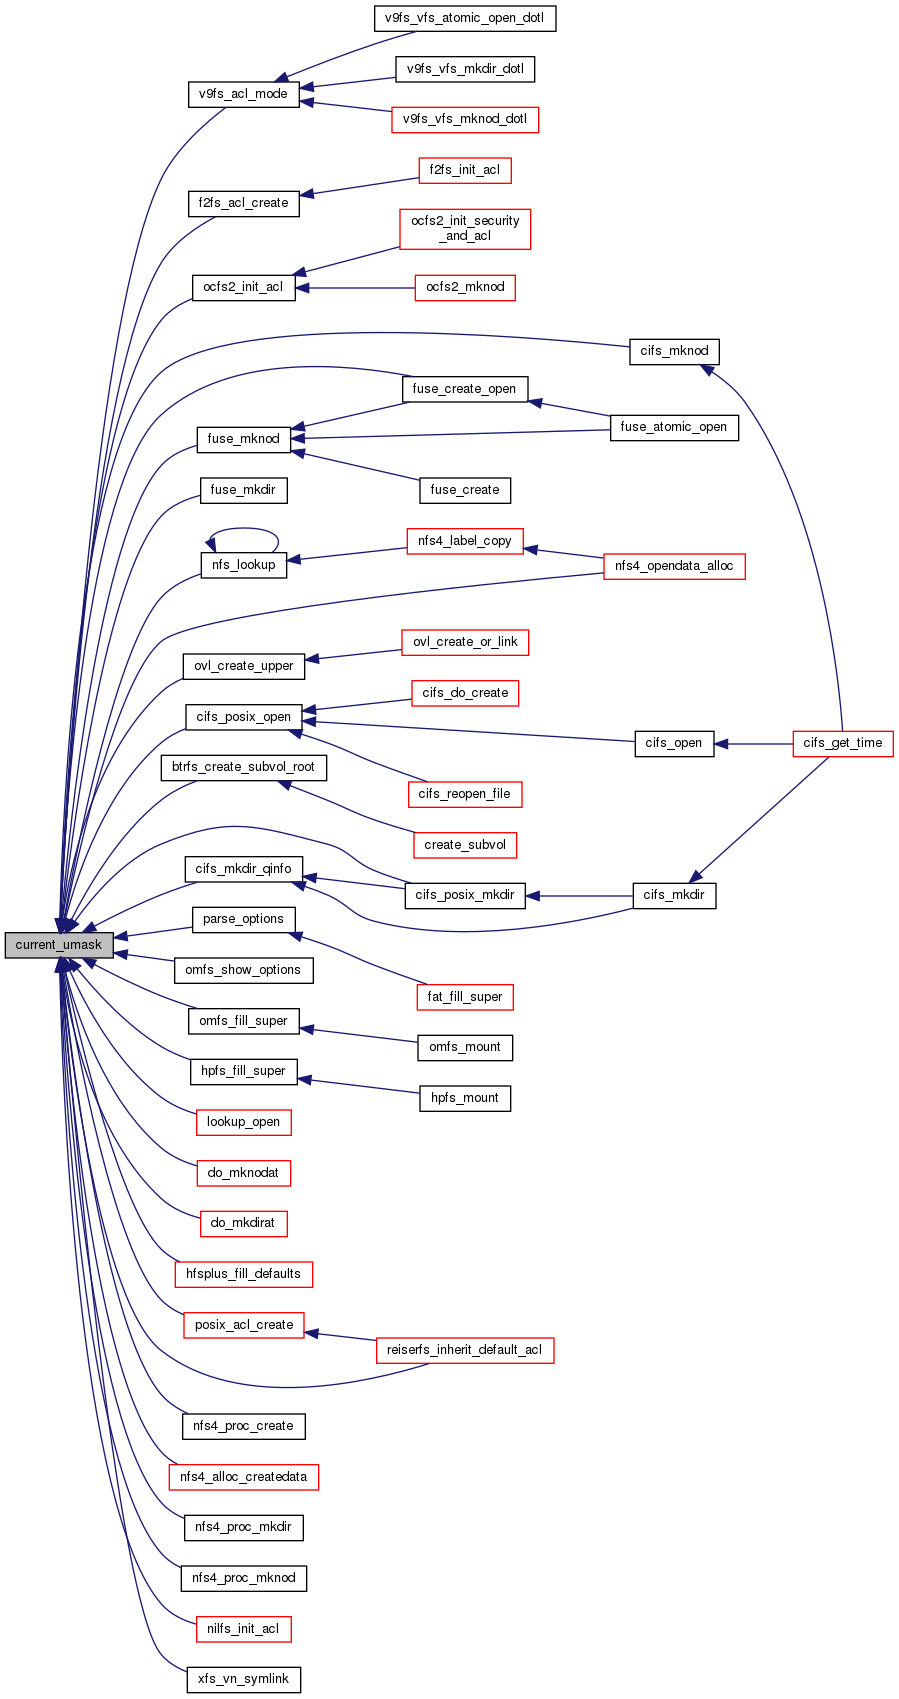 v9fs_vfs_atomic_open_dotl
v9fs_vfs_mkdir_dotl
v9fs_acl_mode
v9fs_vfs_mknod_dotl
f2fs_init_acl
f2fs_acl_create
ocfs2_init_security
_and_acl
ocfs2_init_acl
ocfs2_mknod
cifs_mknod
fuse_create_open
fuse_atomic_open
fuse_mknod
fuse_mkdir
fuse_create
nfs4_label_copy
nfs_lookup
nfs4_opendata_alloc
ovl_create_or_link
ovl_create_upper
cifs_do_create
cifs_posix_open
cifs_open
cifs_get_time
btrfs_create_subvol_root
cifs_reopen_file
create_subvol
cifs_mkdir_qinfo
cifs_posix_mkdir
cifs_mkdir
parse_options
current_umask
omfs_show_options
fat_fill_super
omfs_fill_super
omfs_mount
hpfs_fill_super
hpfs_mount
lookup_open
do_mknodat
do_mkdirat
hfsplus_fill_defaults
posix_acl_create
reiserfs_inherit_default_acl
nfs4_proc_create
nfs4_alloc_createdata
nfs4_proc_mkdir
nfs4_proc_mknod
nilfs_init_acl
xfs_vn_symlink